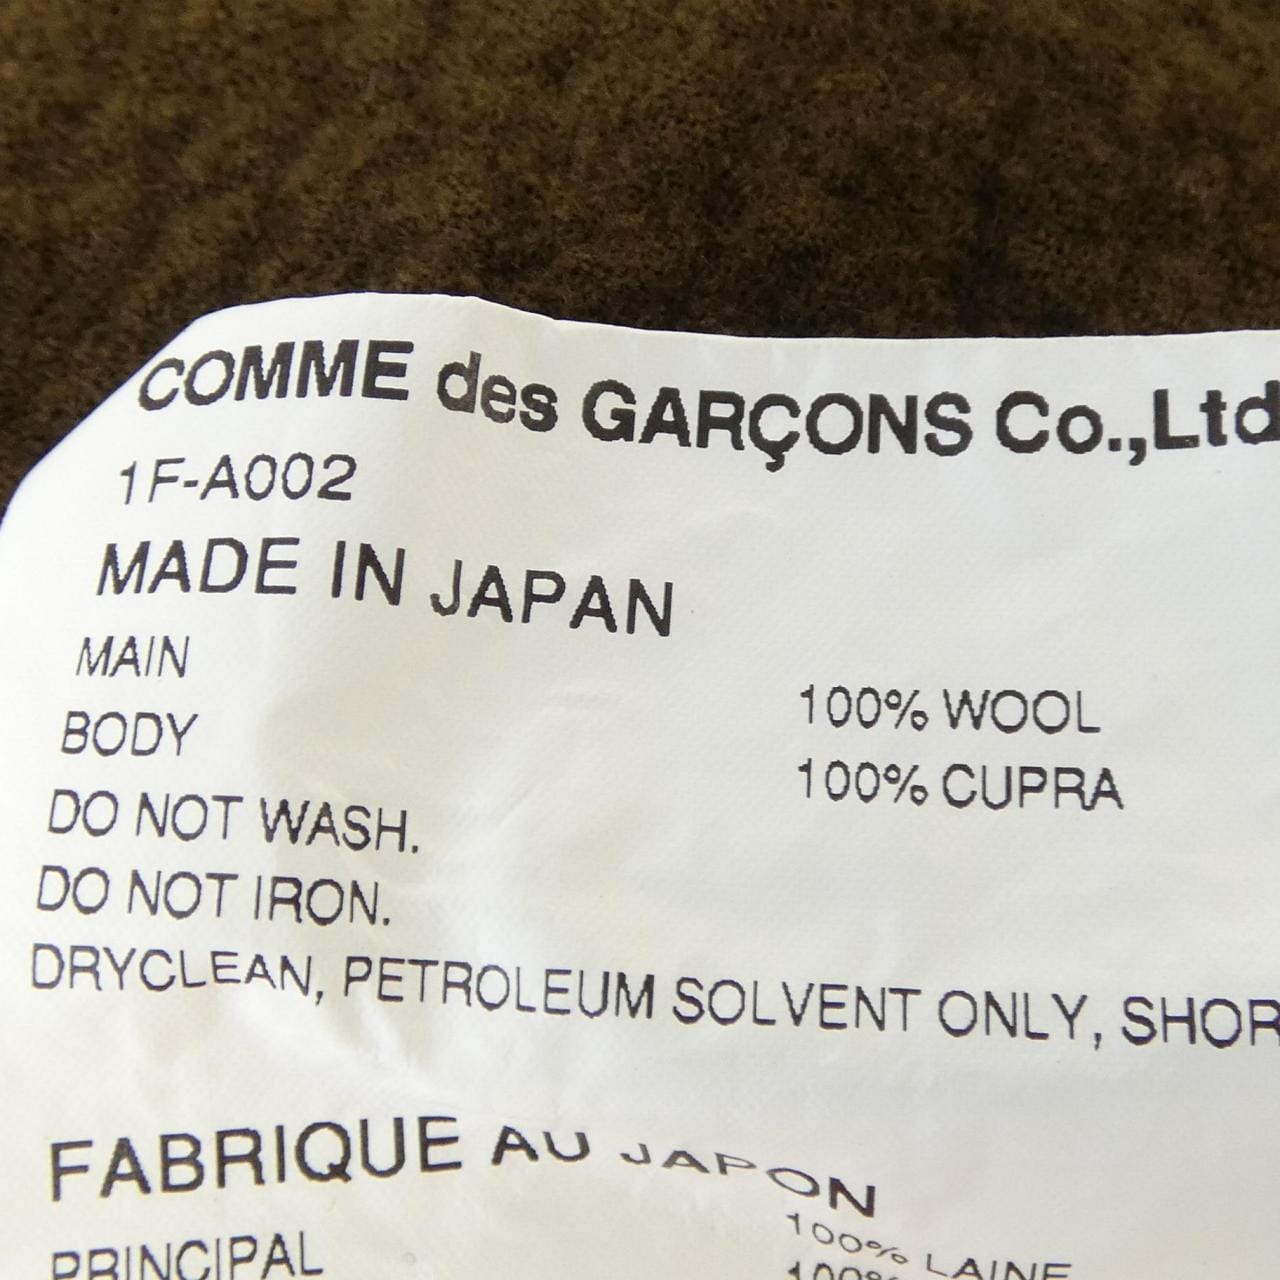 COMME des GARÇONS Co.,Ltd
1F-A002
MADE IN JAPAN
MAIN 100% WOOL
BODY 100% CUPRA
DO NOT WASH.
DO NOT IRON.
DRYCLEAN, PETROLEUM SOLVENT ONLY, SHOR
FABRIQUE AU JAPON
PRINCIPAL 100% LAINE
100%